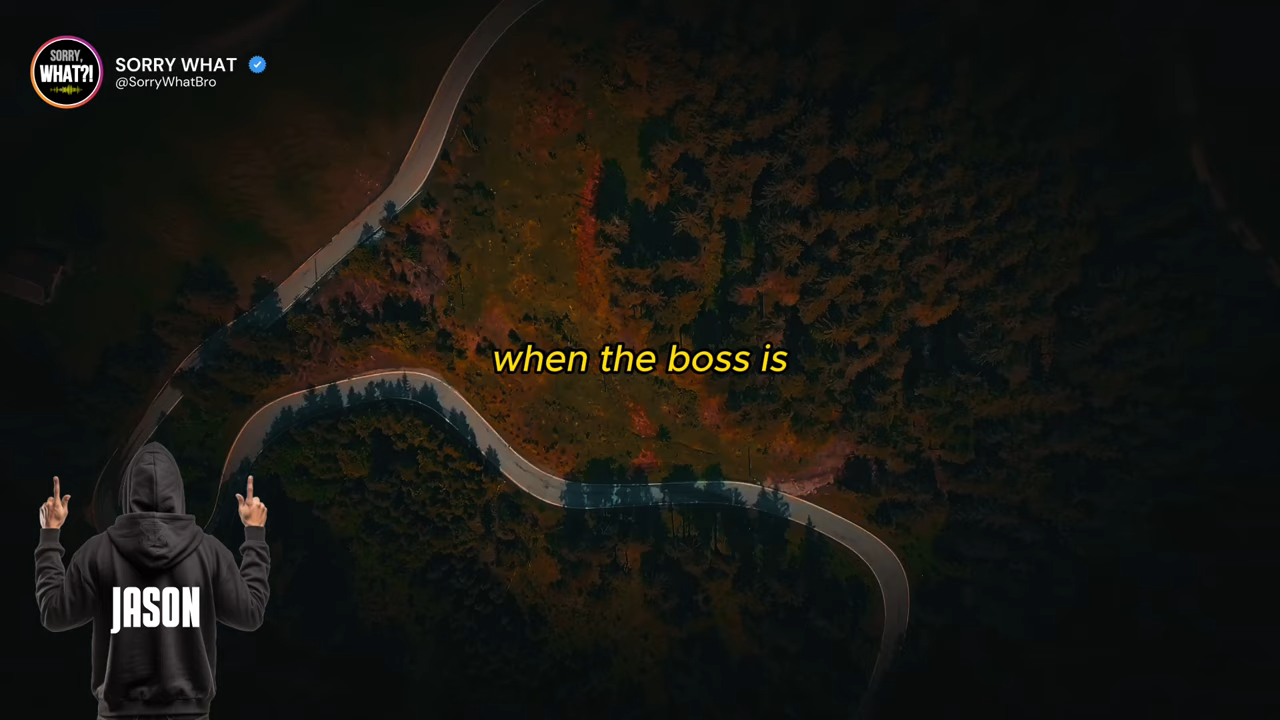 SORRY,
WHAT?!
SORRY WHAT
@SorryWhatBro
when the boss is
JASON